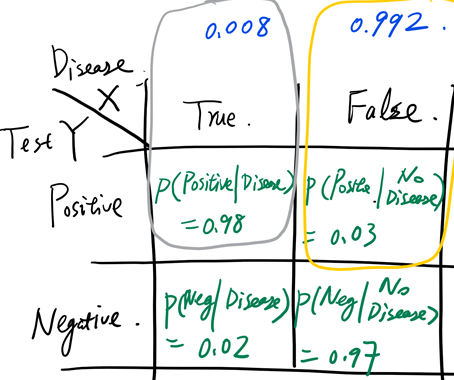 0.008 0.992.
Disease
X
True. False.
Test Y
Positive P(Positive|Disease) = 0.98 P(Postie|No Disease) = 0.03
Negative. P(Neg|Disease) = 0.02 P(Neg|No Disease) = 0.97